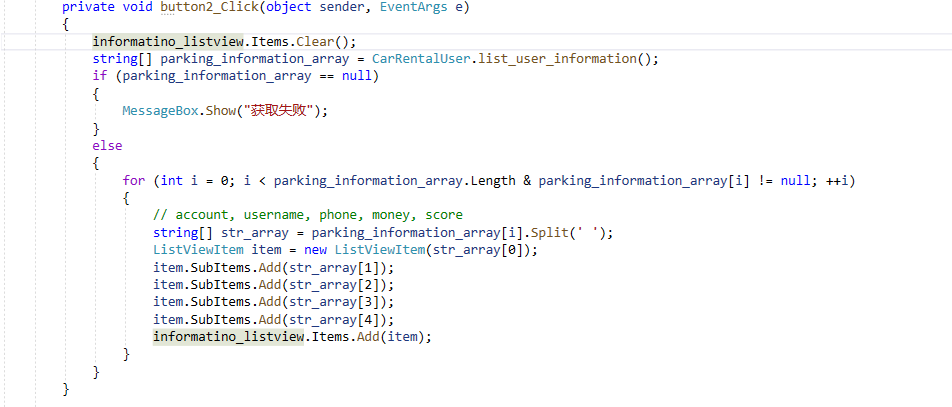 private void button2_Click(object sender, EventArgs e)
{
informatino_listview.Items.Clear();
string[] parking_information_array = CarRentalUser.list_user_information();
if (parking_information_array == null)
{
MessageBox.Show("获取失败");
}
else
{
for (int i = 0; i < parking_information_array.Length & parking_information_array[i] != null; ++i)
{
// account, username, phone, money, score
string[] str_array = parking_information_array[i].Split(' ');
ListViewItem item = new ListViewItem(str_array[0]);
item.SubItems.Add(str_array[1]);
item.SubItems.Add(str_array[2]);
item.SubItems.Add(str_array[3]);
item.SubItems.Add(str_array[4]);
informatino_listview.Items.Add(item);
}
}
}